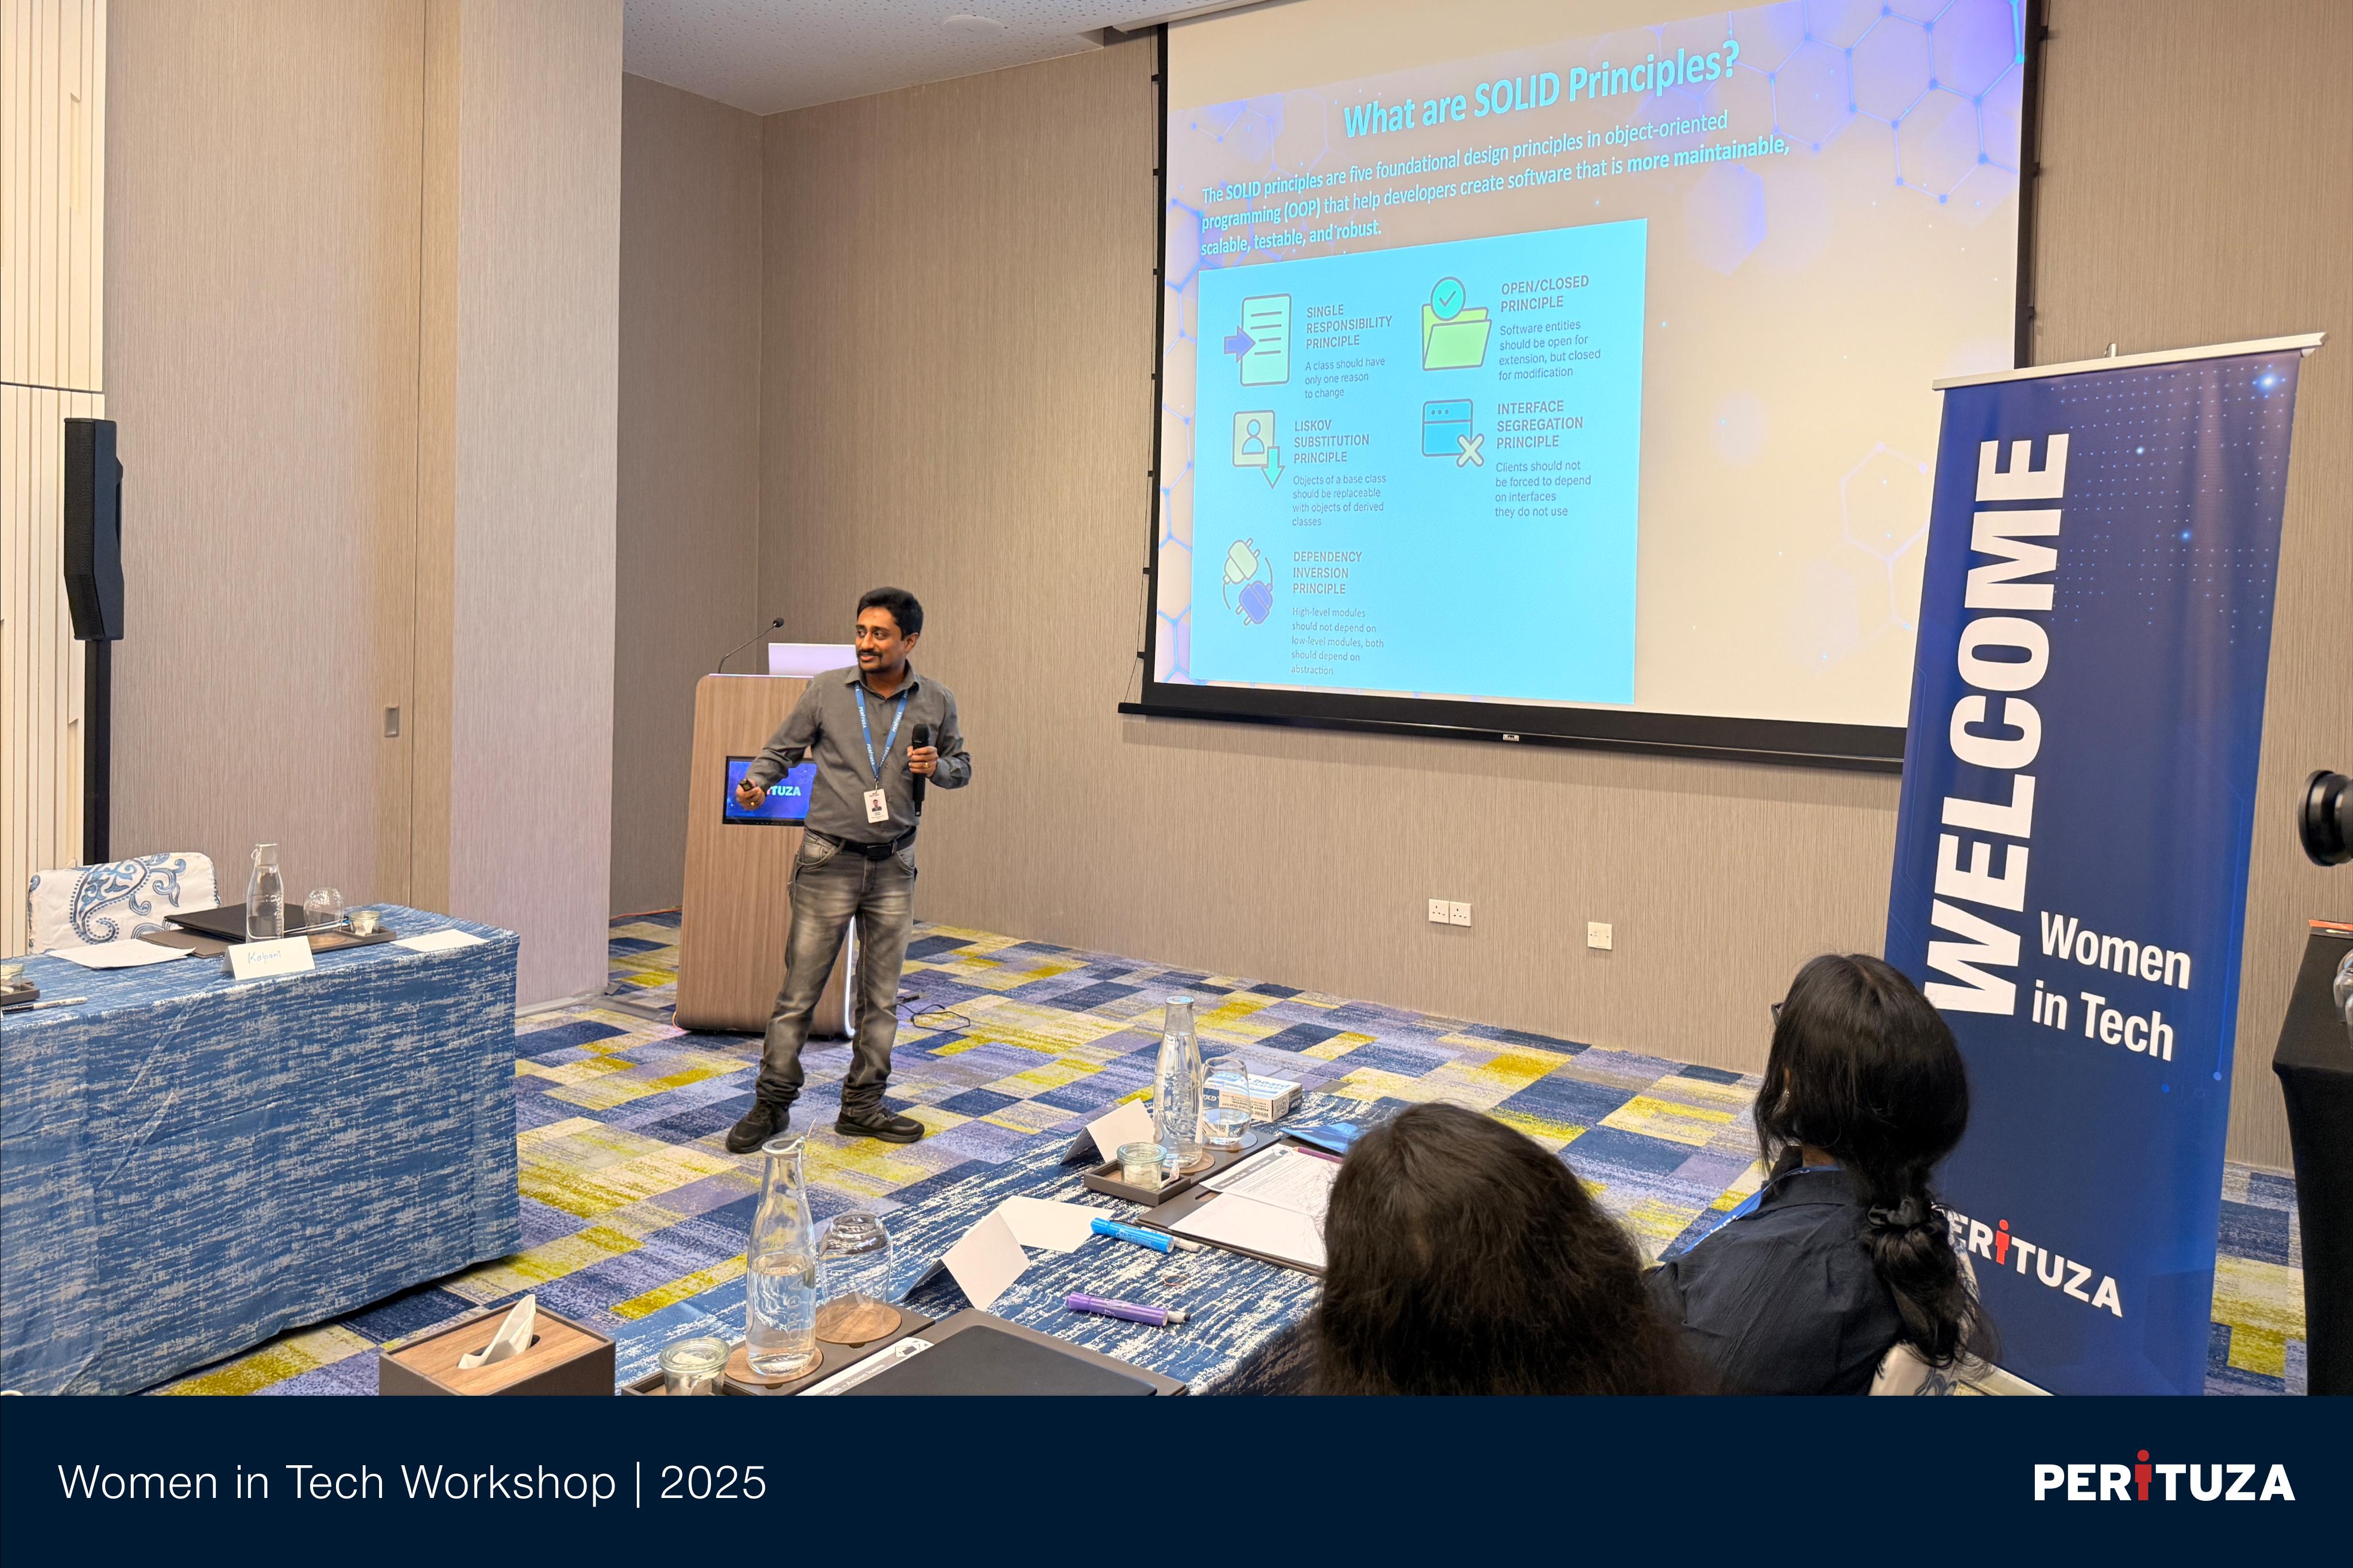 What are SOLID Principles?
The SOLID principles are five foundational design principles in object-oriented
programming (OOP) that help developers create software that is more maintainable,
scalable, testable, and robust.
SINGLE
RESPONSIBILITY
PRINCIPLE
A class should have
only one reason
to change
OPEN/CLOSED
PRINCIPLE
Software entities
should be open for
extension, but closed
for modification
LISKOV
SUBSTITUTION
PRINCIPLE
Objects of a base class
should be replaceable
with objects of derived
classes
INTERFACE
SEGREGATION
PRINCIPLE
Clients should not
be forced to depend
on interfaces
they do not use
DEPENDENCY
INVERSION
PRINCIPLE
High-level modules
should not depend on
low-level modules, both
should depend on
abstraction
WELCOME
Women
in Tech
ERITUZA
TUZA
PERITUZA
Kalpani
Women in Tech Workshop | 2025
PERITUZA